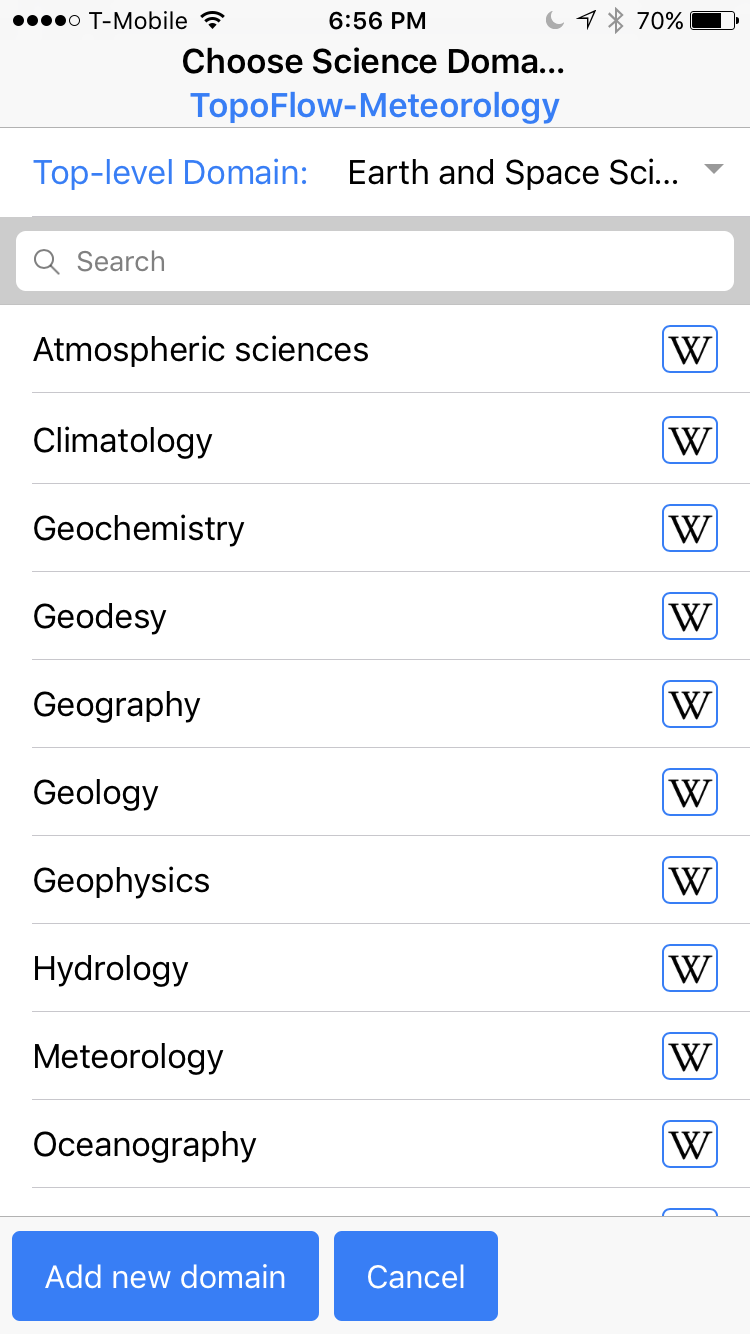 T-Mobile 6:56 PM 70%
Choose Science Doma...
TopoFlow-Meteorology
Top-level Domain: Earth and Space Sci...
Search
Atmospheric sciences W
Climatology W
Geochemistry W
Geodesy W
Geography W
Geology W
Geophysics W
Hydrology W
Meteorology W
Oceanography W
Add new domain Cancel